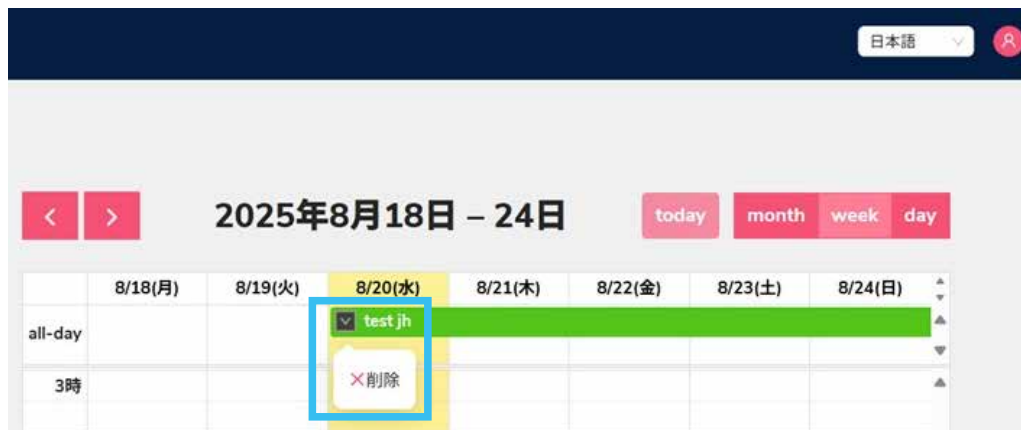 日本語
2025年8月18日 – 24日
today
month week day
8/18(月) 8/19(火) 8/20(水) 8/21(木) 8/22(金) 8/23(土) 8/24(日)
all-day
test jh
×削除
3時